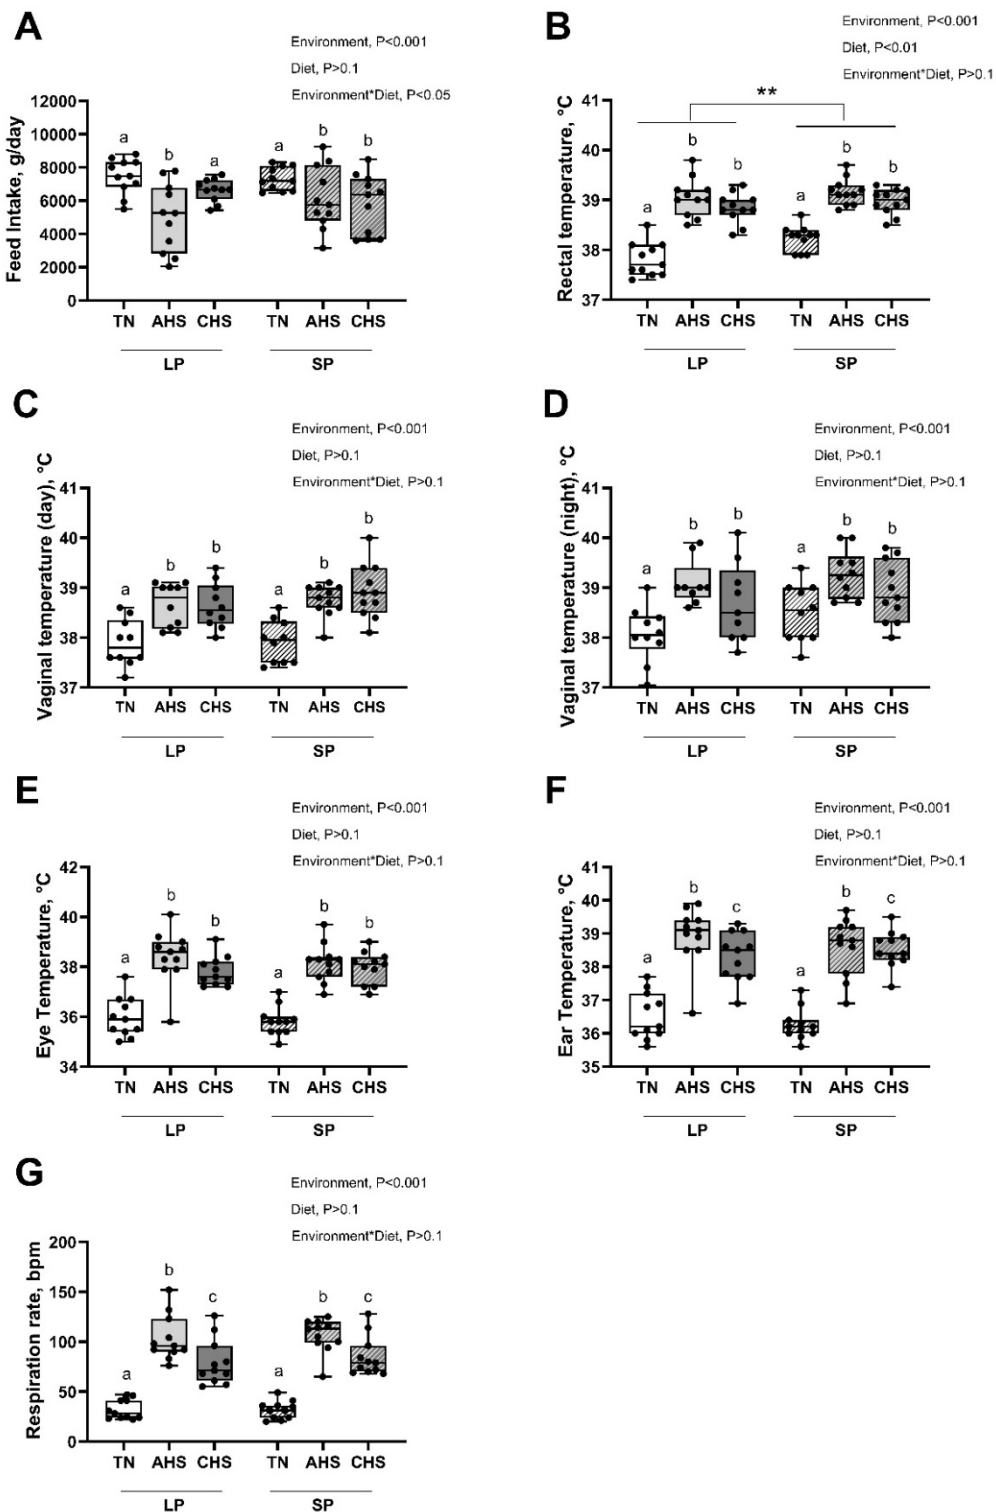 A
Environment, P<0.001
Diet, P>0.1
Environment*Diet, P<0.05
Feed Intake, g/day
12000
10000
8000
6000
4000
2000
0
a
b
a
a
b
b
TN AHS CHS TN AHS CHS
LP SP
B
Environment, P<0.001
Diet, P<0.01
Environment*Diet, P>0.1
**
Rectal temperature, °C
41
40
39
38
37
a
b
b
a
b
b
TN AHS CHS TN AHS CHS
LP SP
C
Environment, P<0.001
Diet, P>0.1
Environment*Diet, P>0.1
Vaginal temperature (day), °C
41
40
39
38
37
a
b
b
a
b
b
TN AHS CHS TN AHS CHS
LP SP
D
Environment, P<0.001
Diet, P>0.1
Environment*Diet, P>0.1
Vaginal temperature (night), °C
41
40
39
38
37
a
b
b
a
b
b
TN AHS CHS TN AHS CHS
LP SP
E
Environment, P<0.001
Diet, P>0.1
Environment*Diet, P>0.1
Eye Temperature, °C
42
40
38
36
34
a
b
b
a
b
b
TN AHS CHS TN AHS CHS
LP SP
F
Environment, P<0.001
Diet, P>0.1
Environment*Diet, P>0.1
Ear Temperature, °C
41
40
39
38
37
36
35
a
b
c
a
b
c
TN AHS CHS TN AHS CHS
LP SP
G
Environment, P<0.001
Diet, P>0.1
Environment*Diet, P>0.1
Respiration rate, bpm
200
150
100
50
0
a
b
c
a
b
c
TN AHS CHS TN AHS CHS
LP SP